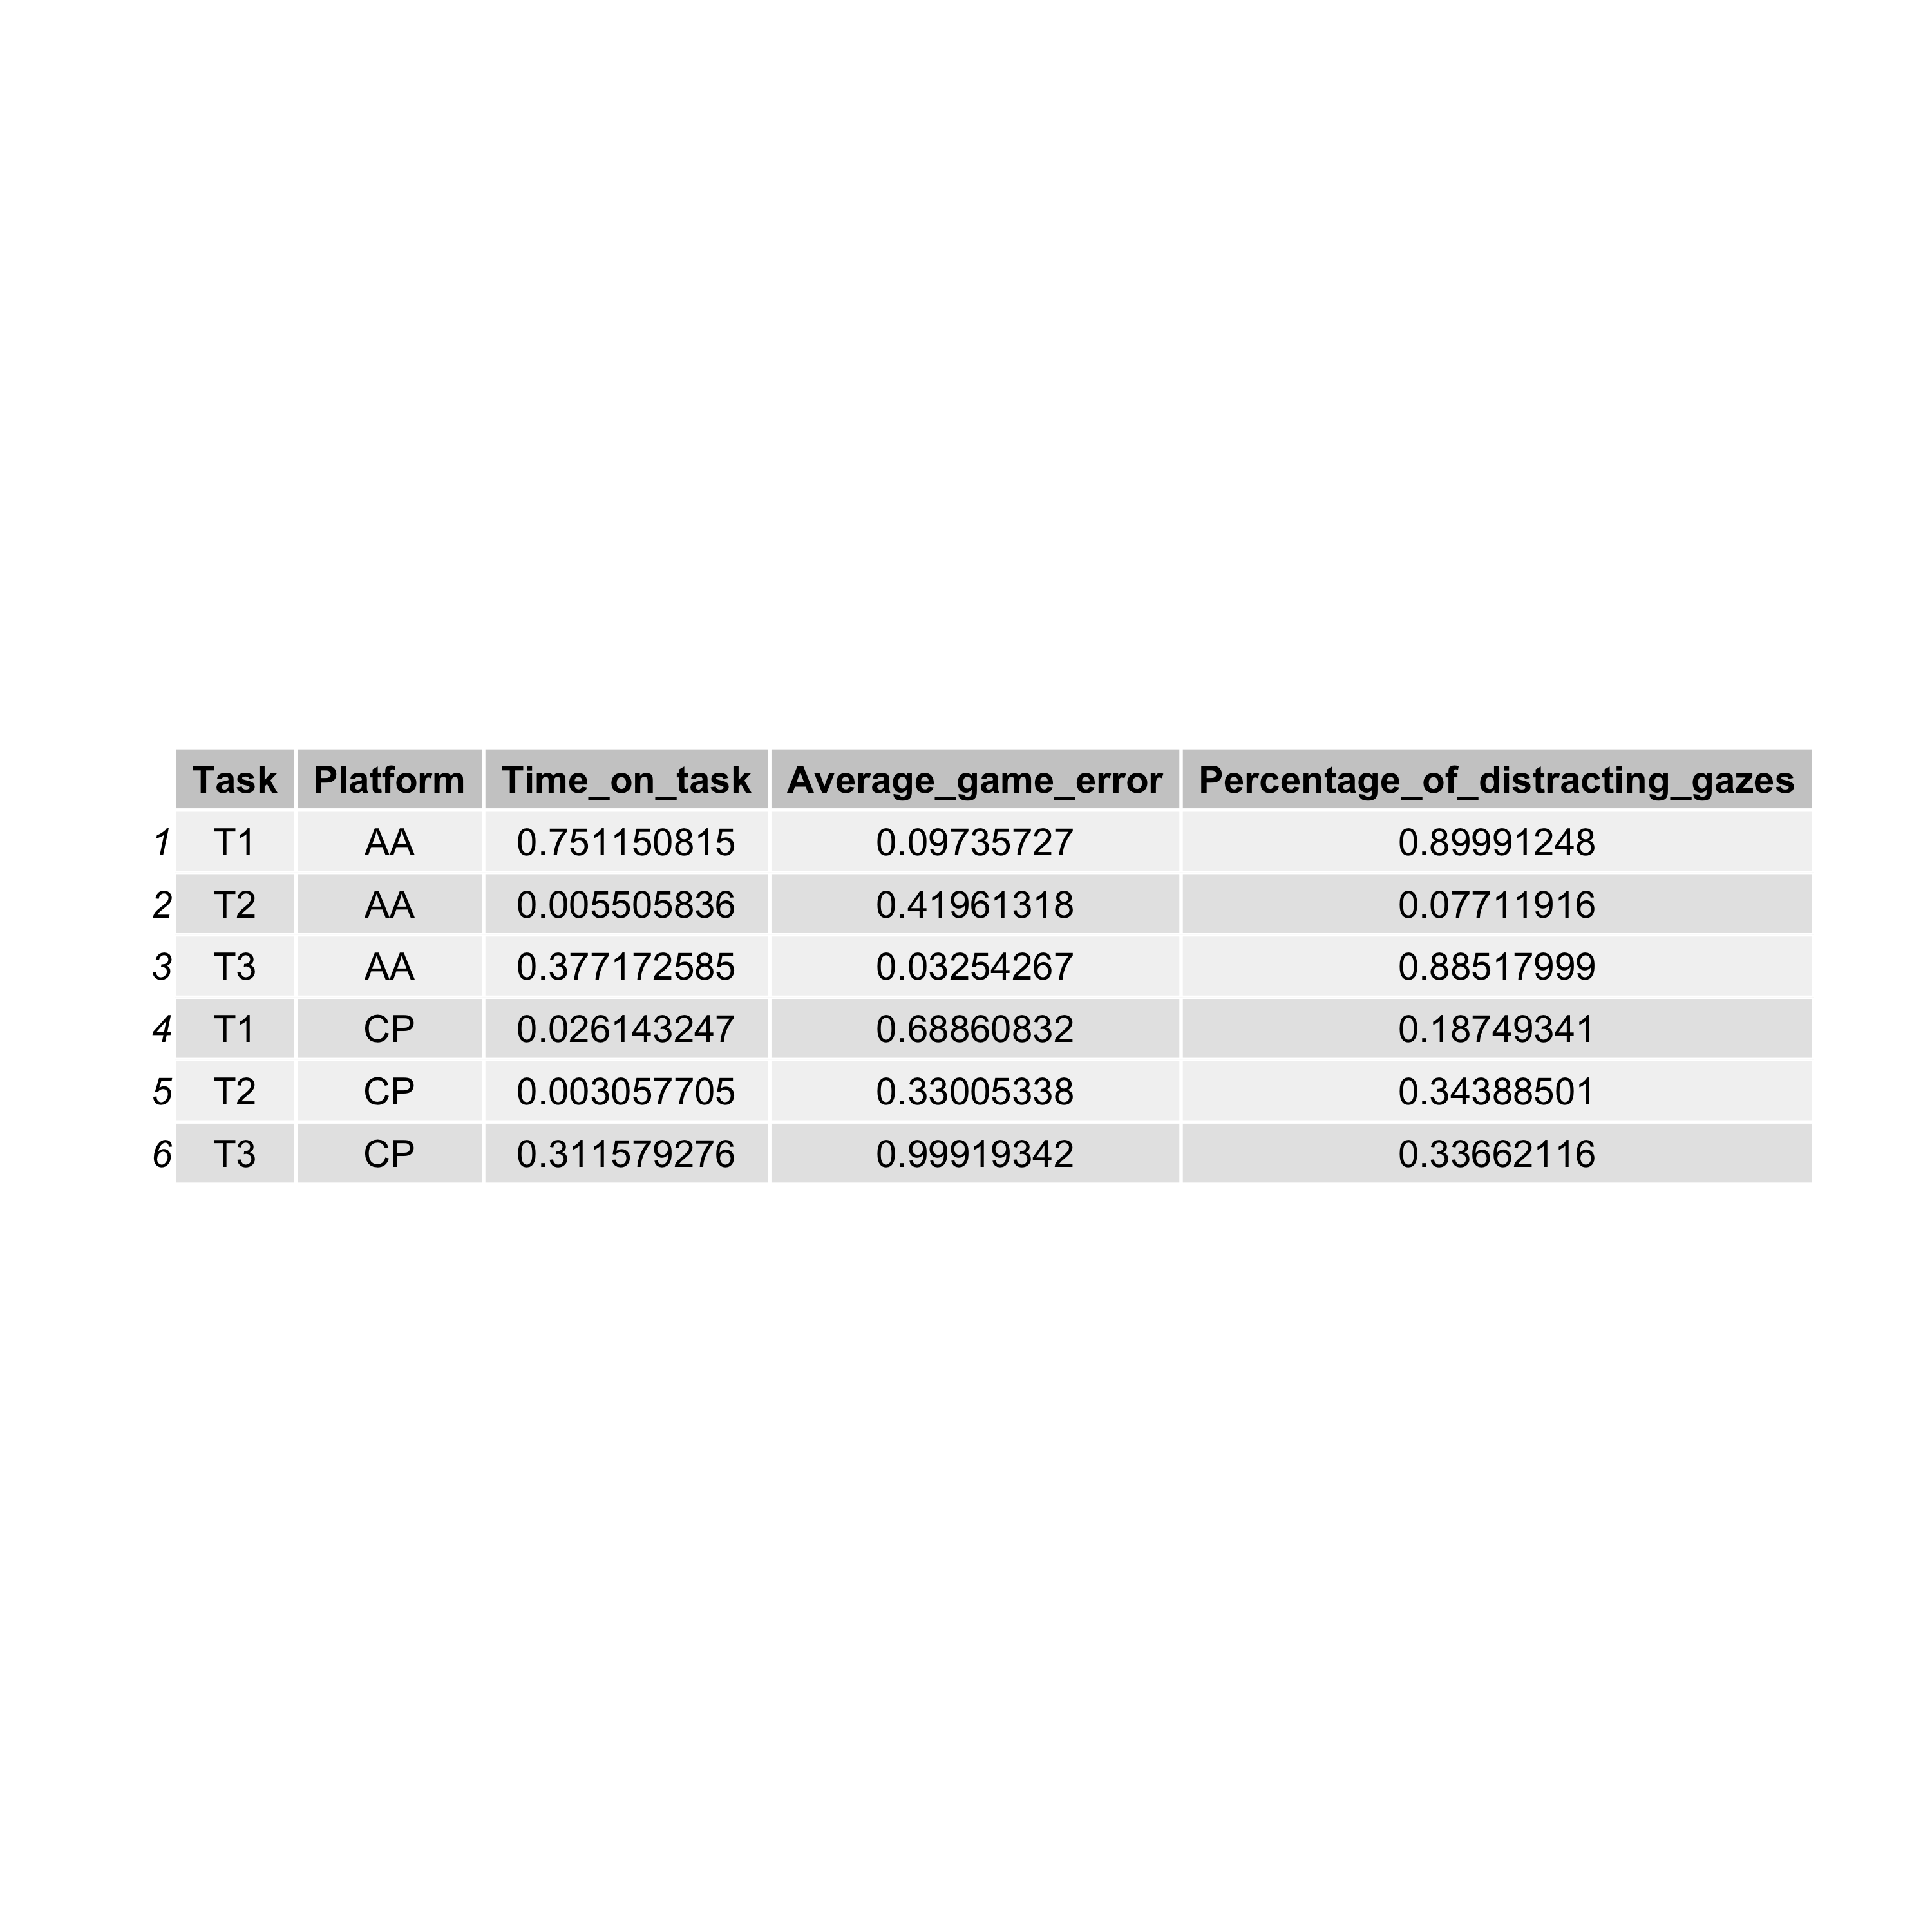 Task Platform Time_on_task Average_game_error Percentage_of_distracting_gazes
1 T1 AA 0.751150815 0.09735727 0.89991248
2 T2 AA 0.005505836 0.41961318 0.07711916
3 T3 AA 0.377172585 0.03254267 0.88517999
4 T1 CP 0.026143247 0.68860832 0.18749341
5 T2 CP 0.003057705 0.33005338 0.34388501
6 T3 CP 0.311579276 0.99919342 0.33662116